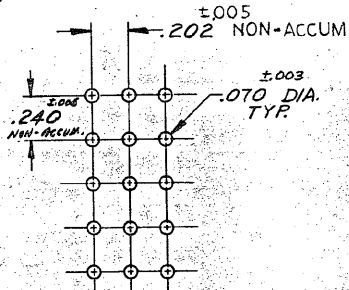 ±.005
.202 NON-ACCUM
±.003
.070 DIA.
TYP.
±.005
.240
NON-ACCUM.